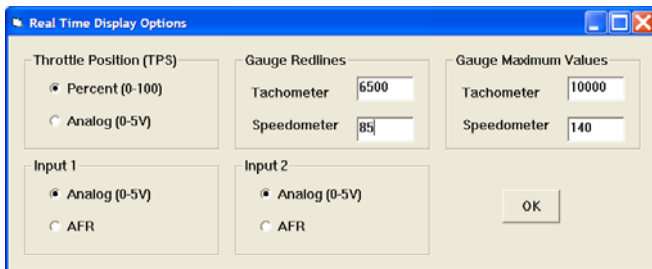 Real Time Display Options
Throttle Position (TPS)
Percent (0-100)
Analog (0-5V)
Gauge Redlines
Tachometer 6500
Speedometer 85
Gauge Maximum Values
Tachometer 10000
Speedometer 140
Input 1
Analog (0-5V)
AFR
Input 2
Analog (0-5V)
AFR
OK